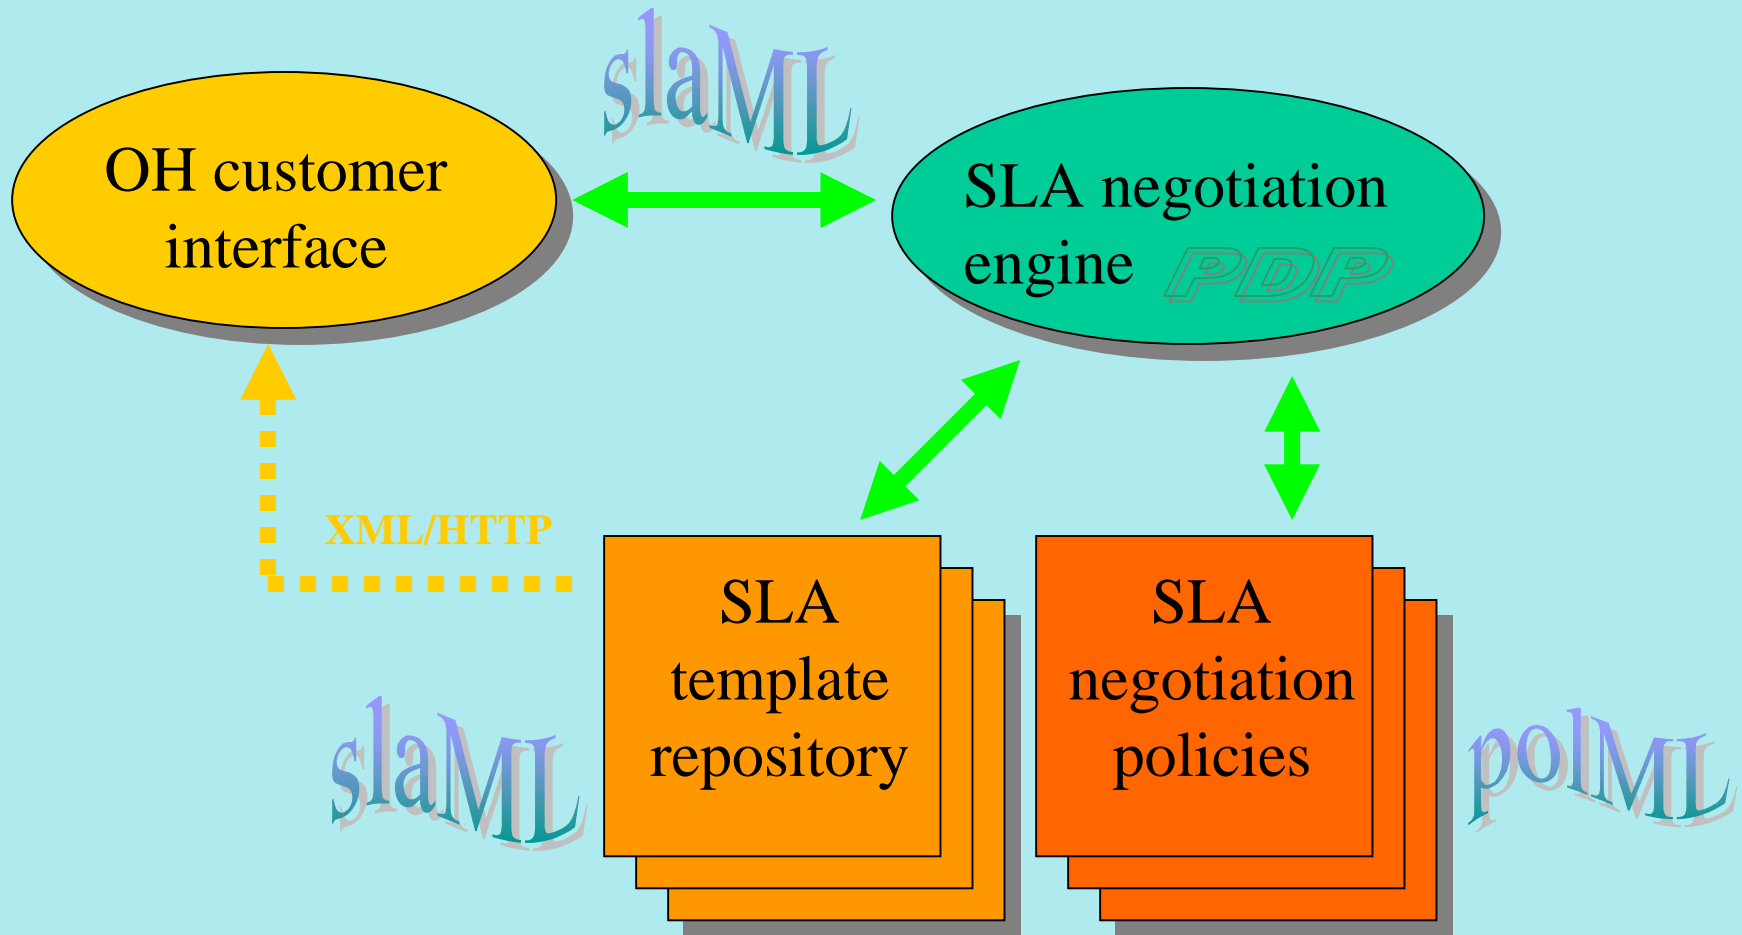 slaML
OH customer
interface
SLA negotiation
engine PDP
XML/HTTP
SLA
template
repository
SLA
negotiation
policies
slaML
polML